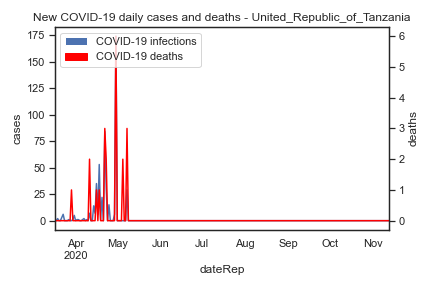 New COVID-19 daily cases and deaths - United_Republic_of_Tanzania
COVID-19 infections
COVID-19 deaths
175
150
125
100
75
50
25
0
cases
6
5
4
3
2
1
0
deaths
Apr May Jun Jul Aug Sep Oct Nov
2020
dateRep